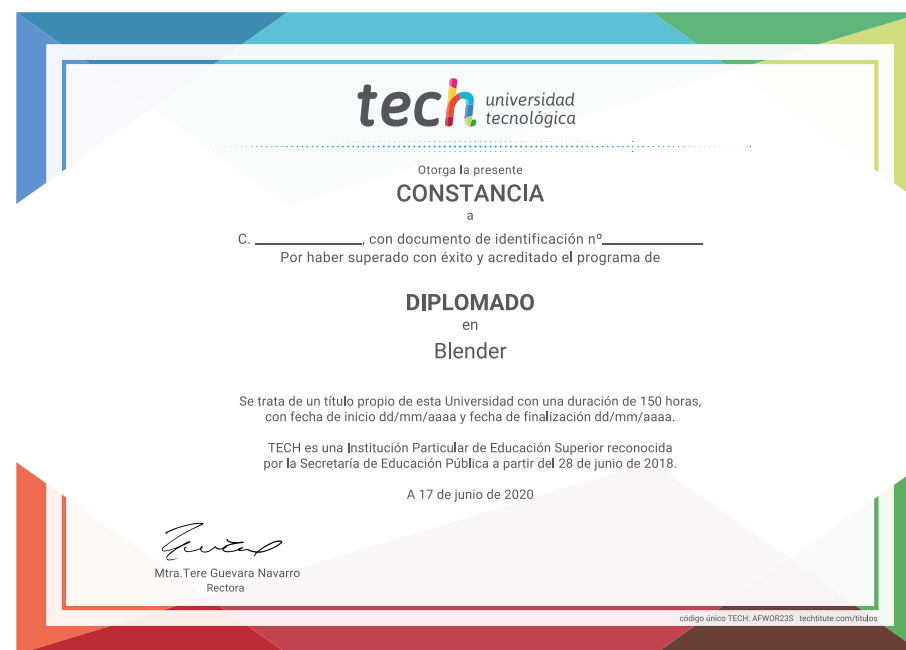 tech universidad
tecnológica
Otorga la presente
CONSTANCIA
a
C. ____________, con documento de identificación nº____________
Por haber superado con éxito y acreditado el programa de
DIPLOMADO
en
Blender
Se trata de un título propio de esta Universidad con una duración de 150 horas,
con fecha de inicio dd/mm/aaaa y fecha de finalización dd/mm/aaaa.
TECH es una Institución Particular de Educación Superior reconocida
por la Secretaría de Educación Pública a partir del 28 de junio de 2018.
A 17 de junio de 2020
Mtra.Tere Guevara Navarro
Rectora
código único TECH: AFWOR23S techtitute.com/titulos